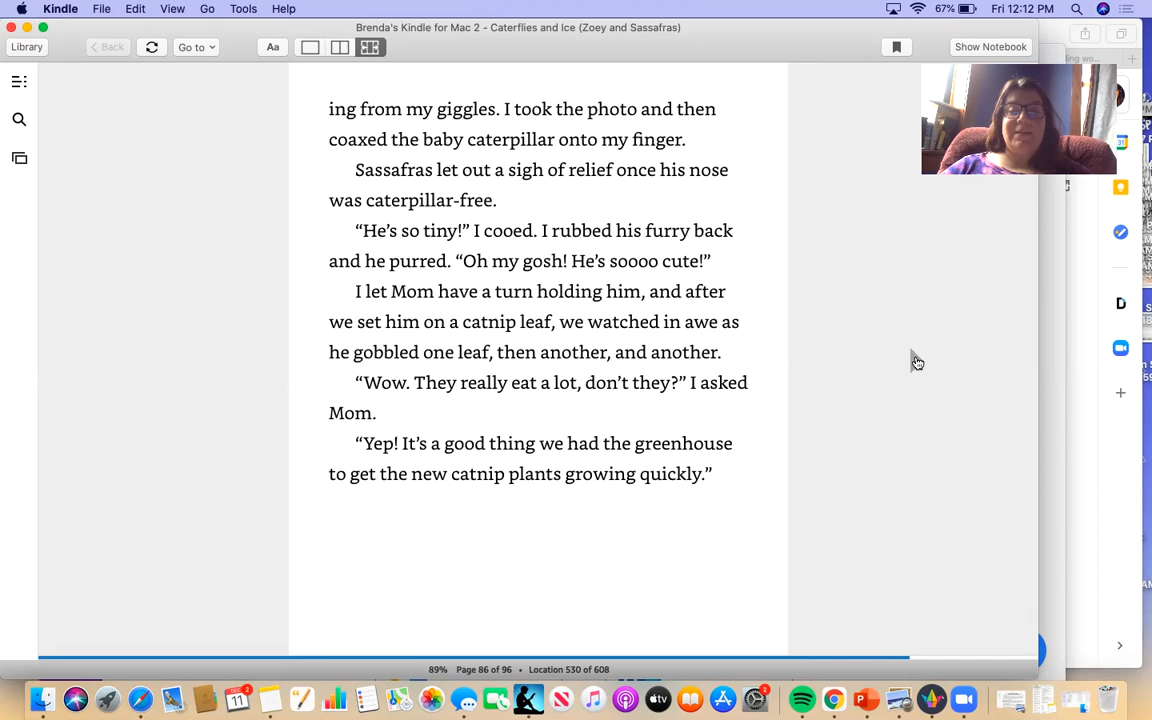 Kindle File Edit View Go Tools Help
67% Fri 12:12 PM
Brenda's Kindle for Mac 2 - Caterflies and Ice (Zoey and Sassafras)
Library Back Go to Aa Show Notebook
ing from my giggles. I took the photo and then
coaxed the baby caterpillar onto my finger.
Sassafras let out a sigh of relief once his nose
was caterpillar-free.
“He’s so tiny!” I cooed. I rubbed his furry back
and he purred. “Oh my gosh! He’s soooo cute!”
I let Mom have a turn holding him, and after
we set him on a catnip leaf, we watched in awe as
he gobbled one leaf, then another, and another.
“Wow. They really eat a lot, don’t they?” I asked
Mom.
“Yep! It’s a good thing we had the greenhouse
to get the new catnip plants growing quickly.”
89% Page 86 of 96 • Location 530 of 608